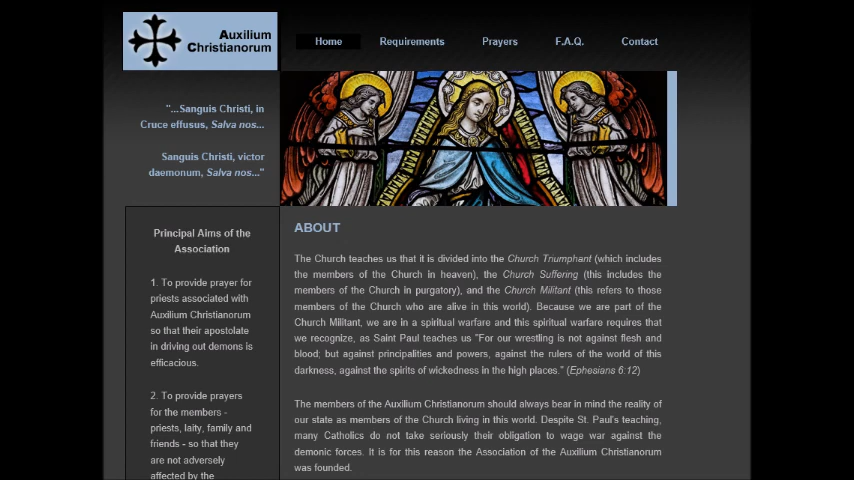 Auxilium
Christianorum
Home
Requirements
Prayers
F.A.Q.
Contact
"...Sanguis Christi, in
Cruce effusus, Salva nos...
Sanguis Christi, victor
daemonum, Salva nos..."
Principal Aims of the
Association
1. To provide prayer for
priests associated with
Auxilium Christianorum
so that their apostolate
in driving out demons is
efficacious.
2. To provide prayers
for the members -
priests, laity, family and
friends - so that they
are not adversely
affected by the
ABOUT
The Church teaches us that it is divided into the Church Triumphant (which includes
the members of the Church in heaven), the Church Suffering (this includes the
members of the Church in purgatory), and the Church Militant (this refers to those
members of the Church who are alive in this world). Because we are part of the
Church Militant, we are in a spiritual warfare and this spiritual warfare requires that
we recognize, as Saint Paul teaches us "For our wrestling is not against flesh and
blood; but against principalities and powers, against the rulers of the world of this
darkness, against the spirits of wickedness in the high places." (Ephesians 6:12)
The members of the Auxilium Christianorum should always bear in mind the reality of
our state as members of the Church living in this world. Despite St. Paul's teaching,
many Catholics do not take seriously their obligation to wage war against the
demonic forces. It is for this reason the Association of the Auxilium Christianorum
was founded.